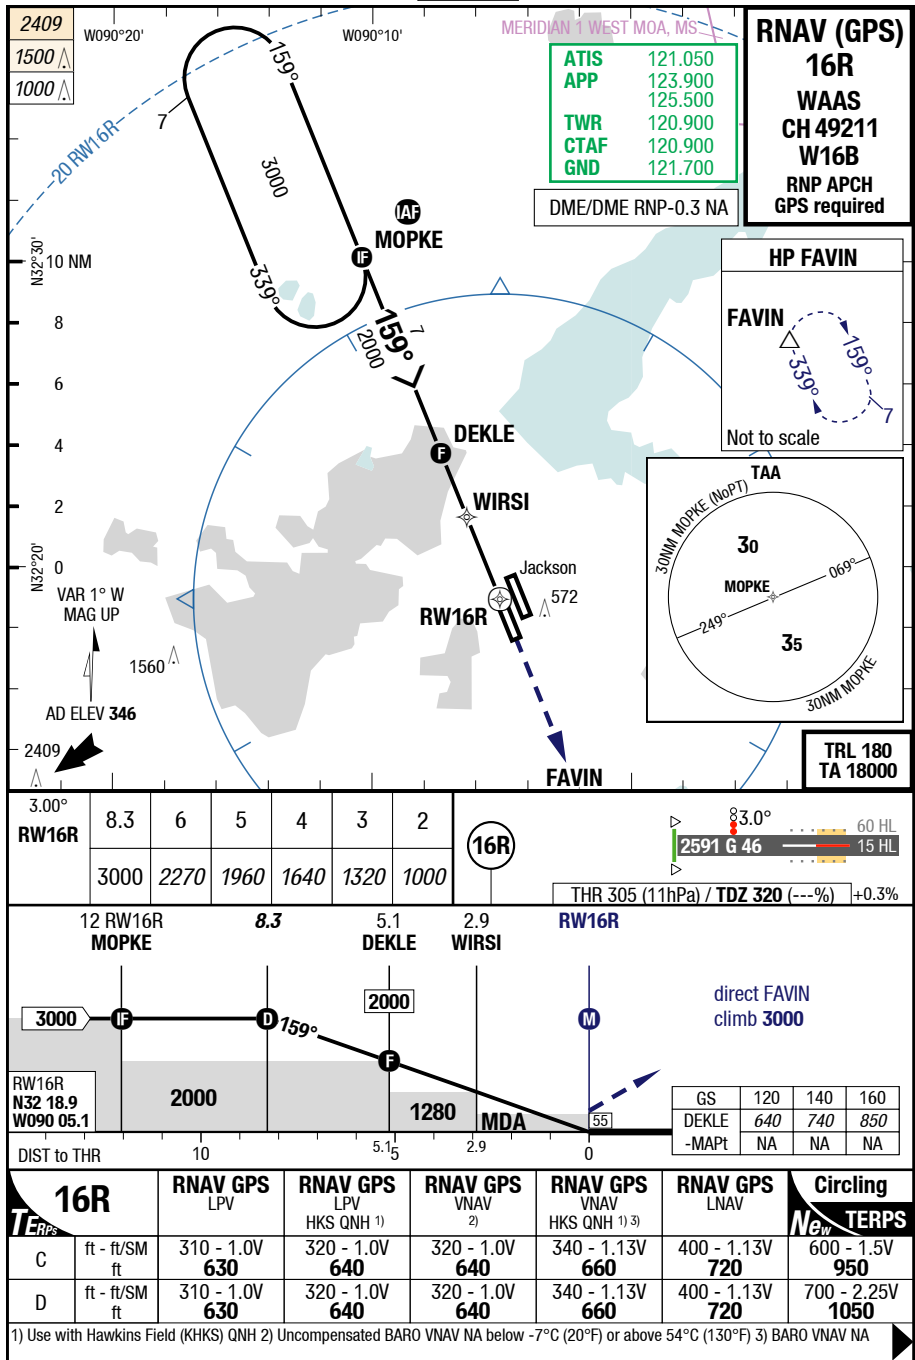 2409
1500
1000
W090°20'
W090°10'
MERIDIAN 1 WEST MOA, MS
ATIS 121.050
APP 123.900
125.500
TWR 120.900
CTAF 120.900
GND 121.700
RNAV (GPS)
16R
WAAS
CH 49211
W16B
RNP APCH
GPS required
DME/DME RNP-0.3 NA
20 RW16R
159°
7
3000
339°
IAF
MOPKE
IF
N32°30'
10 NM
8
6
4
2
0
N32°20'
159°
7
2000
DEKLE
F
WIRSI
Jackson
572
RW16R
HP FAVIN
FAVIN
159°
339°
7
Not to scale
TAA
30NM MOPKE (NoPT)
30
MOPKE
069°
249°
35
30NM MOPKE
VAR 1° W
MAG UP
1560
AD ELEV 346
2409
FAVIN
TRL 180
TA 18000
3.00°
RW16R
8.3 6 5 4 3 2
3000 2270 1960 1640 1320 1000
16R
3.0°
60 HL
2591 G 46
15 HL
THR 305 (11hPa) / TDZ 320 (---%)
+0.3%
12 RW16R 8.3 5.1 2.9 RW16R
MOPKE DEKLE WIRSI
2000
direct FAVIN
climb 3000
3000
IF
D
159°
M
F
RW16R
N32 18.9
W090 05.1
2000
1280
MDA
55
GS 120 140 160
DEKLE 640 740 850
-MAPt NA NA NA
DIST to THR
10 5.1 5 2.9 0
16R
TERPs
RNAV GPS
LPV
RNAV GPS
LPV
HKS QNH 1)
RNAV GPS
VNAV
2)
RNAV GPS
VNAV
HKS QNH 1) 3)
RNAV GPS
LNAV
Circling
New TERPS
C
ft - ft/SM 310 - 1.0V 320 - 1.0V 320 - 1.0V 340 - 1.13V 400 - 1.13V 600 - 1.5V
ft 630 640 640 660 720 950
D
ft - ft/SM 310 - 1.0V 320 - 1.0V 320 - 1.0V 340 - 1.13V 400 - 1.13V 700 - 2.25V
ft 630 640 640 660 720 1050
1) Use with Hawkins Field (KHKS) QNH 2) Uncompensated BARO VNAV NA below -7°C (20°F) or above 54°C (130°F) 3) BARO VNAV NA